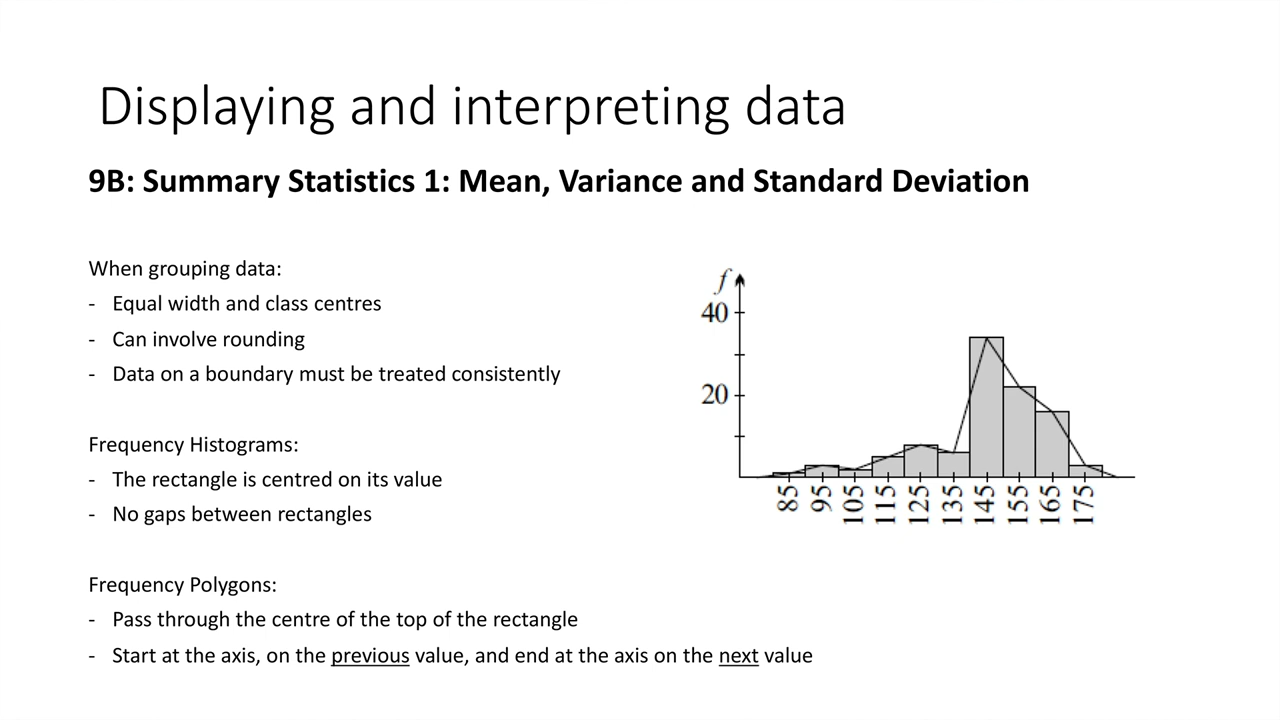 Displaying and interpreting data
9B: Summary Statistics 1: Mean, Variance and Standard Deviation
When grouping data:
- Equal width and class centres
- Can involve rounding
- Data on a boundary must be treated consistently
Frequency Histograms:
- The rectangle is centred on its value
- No gaps between rectangles
Frequency Polygons:
- Pass through the centre of the top of the rectangle
- Start at the axis, on the previous value, and end at the axis on the next value
f
40
20
85 95 105 115 125 135 145 155 165 175